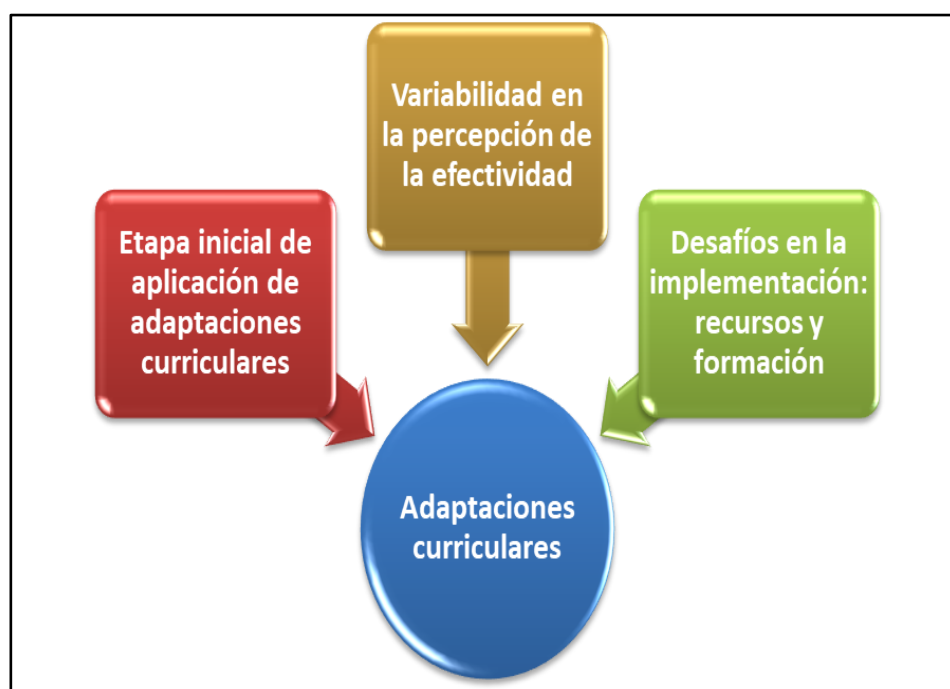 Variabilidad en
la percepción de
la efectividad
Etapa inicial de
aplicación de
adaptaciones
curriculares
Desafíos en la
implementación:
recursos y
formación
Adaptaciones
curriculares